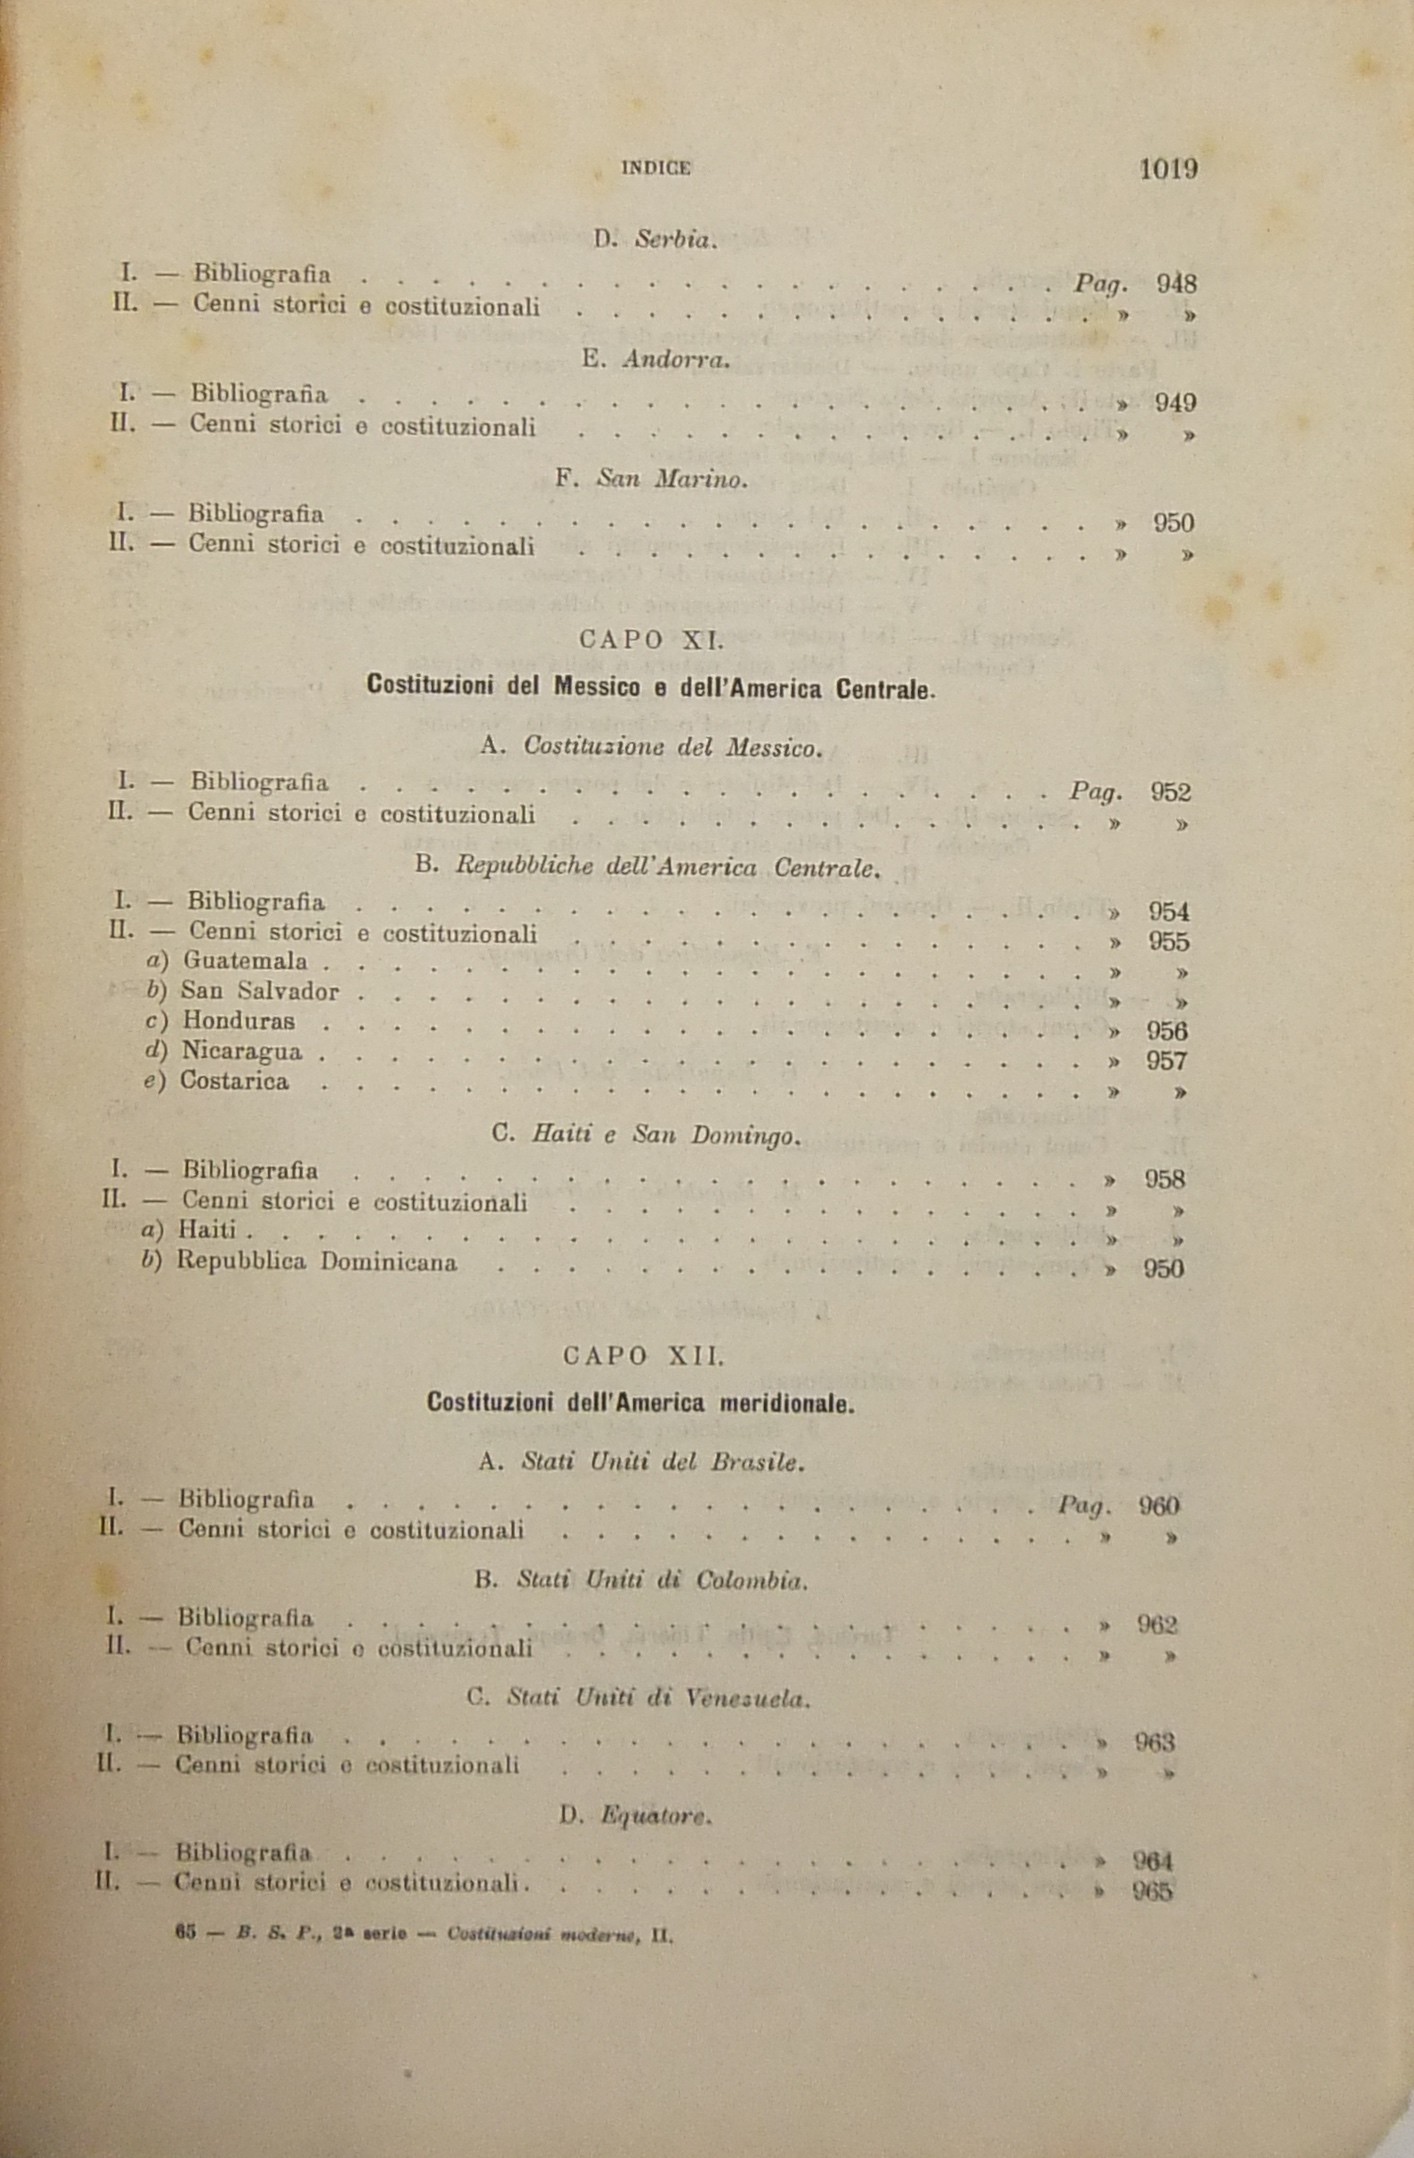 INDICE 1019
D. Serbia.
I. — Bibliografia . . . . . . . . . . . . . . . . . . . . Pag. 948
II. — Cenni storici e costituzionali . . . . . . . . . . . . . . . » »
E. Andorra.
I. — Bibliografia . . . . . . . . . . . . . . . . . . . . . » 949
II. — Cenni storici e costituzionali . . . . . . . . . . . . . . . » »
F. San Marino.
I. — Bibliografia . . . . . . . . . . . . . . . . . . . . . » 950
II. — Cenni storici e costituzionali . . . . . . . . . . . . . . . » »
CAPO XI.
Costituzioni del Messico e dell'America Centrale.
A. Costituzione del Messico.
I. — Bibliografia . . . . . . . . . . . . . . . . . . . . Pag. 952
II. — Cenni storici e costituzionali . . . . . . . . . . . . . . . » »
B. Repubbliche dell'America Centrale.
I. — Bibliografia . . . . . . . . . . . . . . . . . . . . . » 954
II. — Cenni storici e costituzionali . . . . . . . . . . . . . . . » 955
a) Guatemala . . . . . . . . . . . . . . . . . . . . . . » »
b) San Salvador . . . . . . . . . . . . . . . . . . . . . » »
c) Honduras . . . . . . . . . . . . . . . . . . . . . . » 956
d) Nicaragua . . . . . . . . . . . . . . . . . . . . . . » 957
e) Costarica . . . . . . . . . . . . . . . . . . . . . . » »
C. Haiti e San Domingo.
I. — Bibliografia . . . . . . . . . . . . . . . . . . . . . » 958
II. — Cenni storici e costituzionali . . . . . . . . . . . . . . . » »
a) Haiti . . . . . . . . . . . . . . . . . . . . . . . . » »
b) Repubblica Dominicana . . . . . . . . . . . . . . . . . » 950
CAPO XII.
Costituzioni dell'America meridionale.
A. Stati Uniti del Brasile.
I. — Bibliografia . . . . . . . . . . . . . . . . . . . . Pag. 960
II. — Cenni storici e costituzionali . . . . . . . . . . . . . . . » »
B. Stati Uniti di Colombia.
I. — Bibliografia . . . . . . . . . . . . . . . . . . . . . » 962
II. — Cenni storici e costituzionali . . . . . . . . . . . . . . . » »
C. Stati Uniti di Venezuela.
I. — Bibliografia . . . . . . . . . . . . . . . . . . . . . » 963
II. — Cenni storici e costituzionali . . . . . . . . . . . . . . . » »
D. Equatore.
I. — Bibliografia . . . . . . . . . . . . . . . . . . . . . » 964
II. — Cenni storici e costituzionali . . . . . . . . . . . . . . . . » 965
65 — B. S. P., 2ª serie — Costituzioni moderne, II.